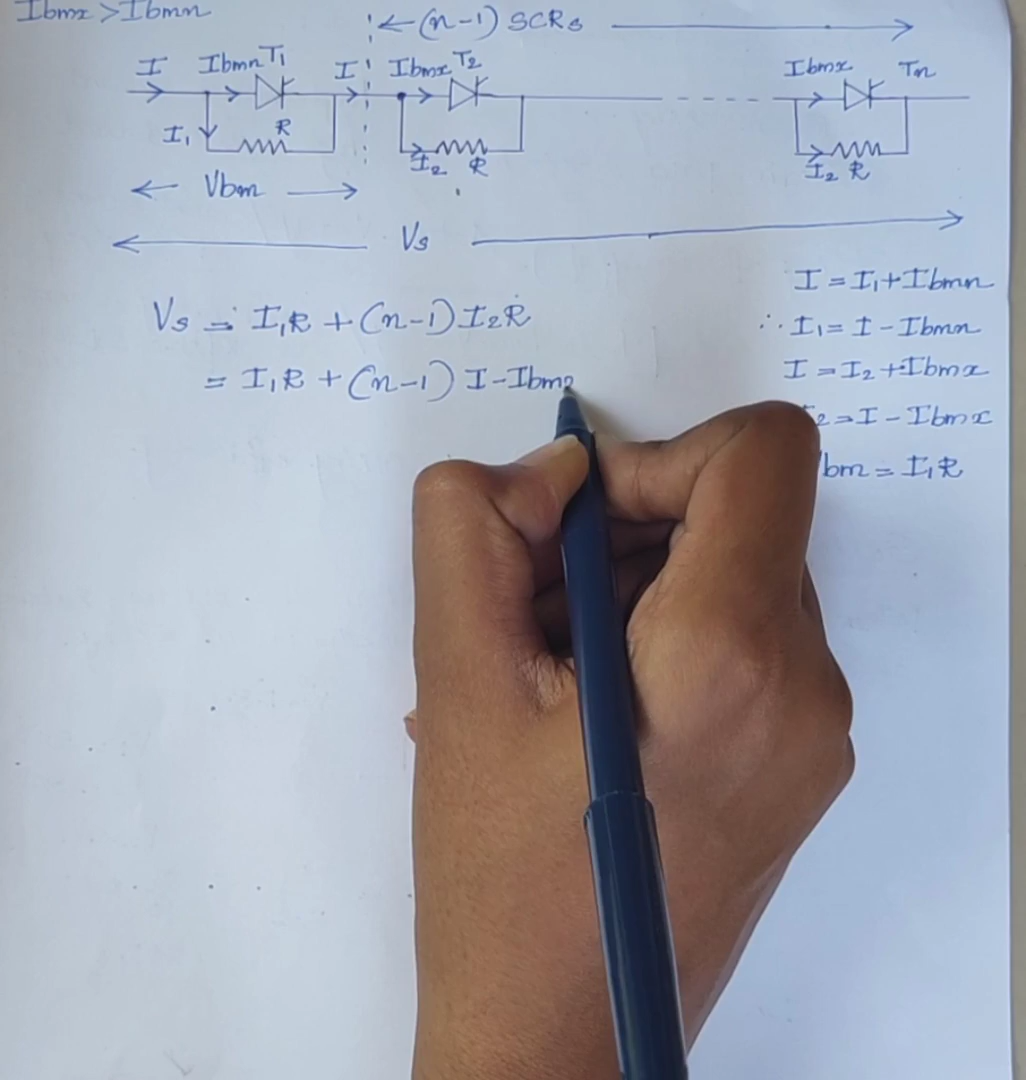 Ibmx > Ibmn
← (n-1) SCRs →
I Ibmn T1 I Ibmx T2 Ibmx Tn
I1 R I2 R I2 R
← Vbm →
← Vs →
Vs = I1R + (n-1) I2R
= I1R + (n-1) I - Ibm
I = I1 + Ibmn
∴ I1 = I - Ibmn
I = I2 + Ibmx
2 = I - Ibmx
bm = I1R